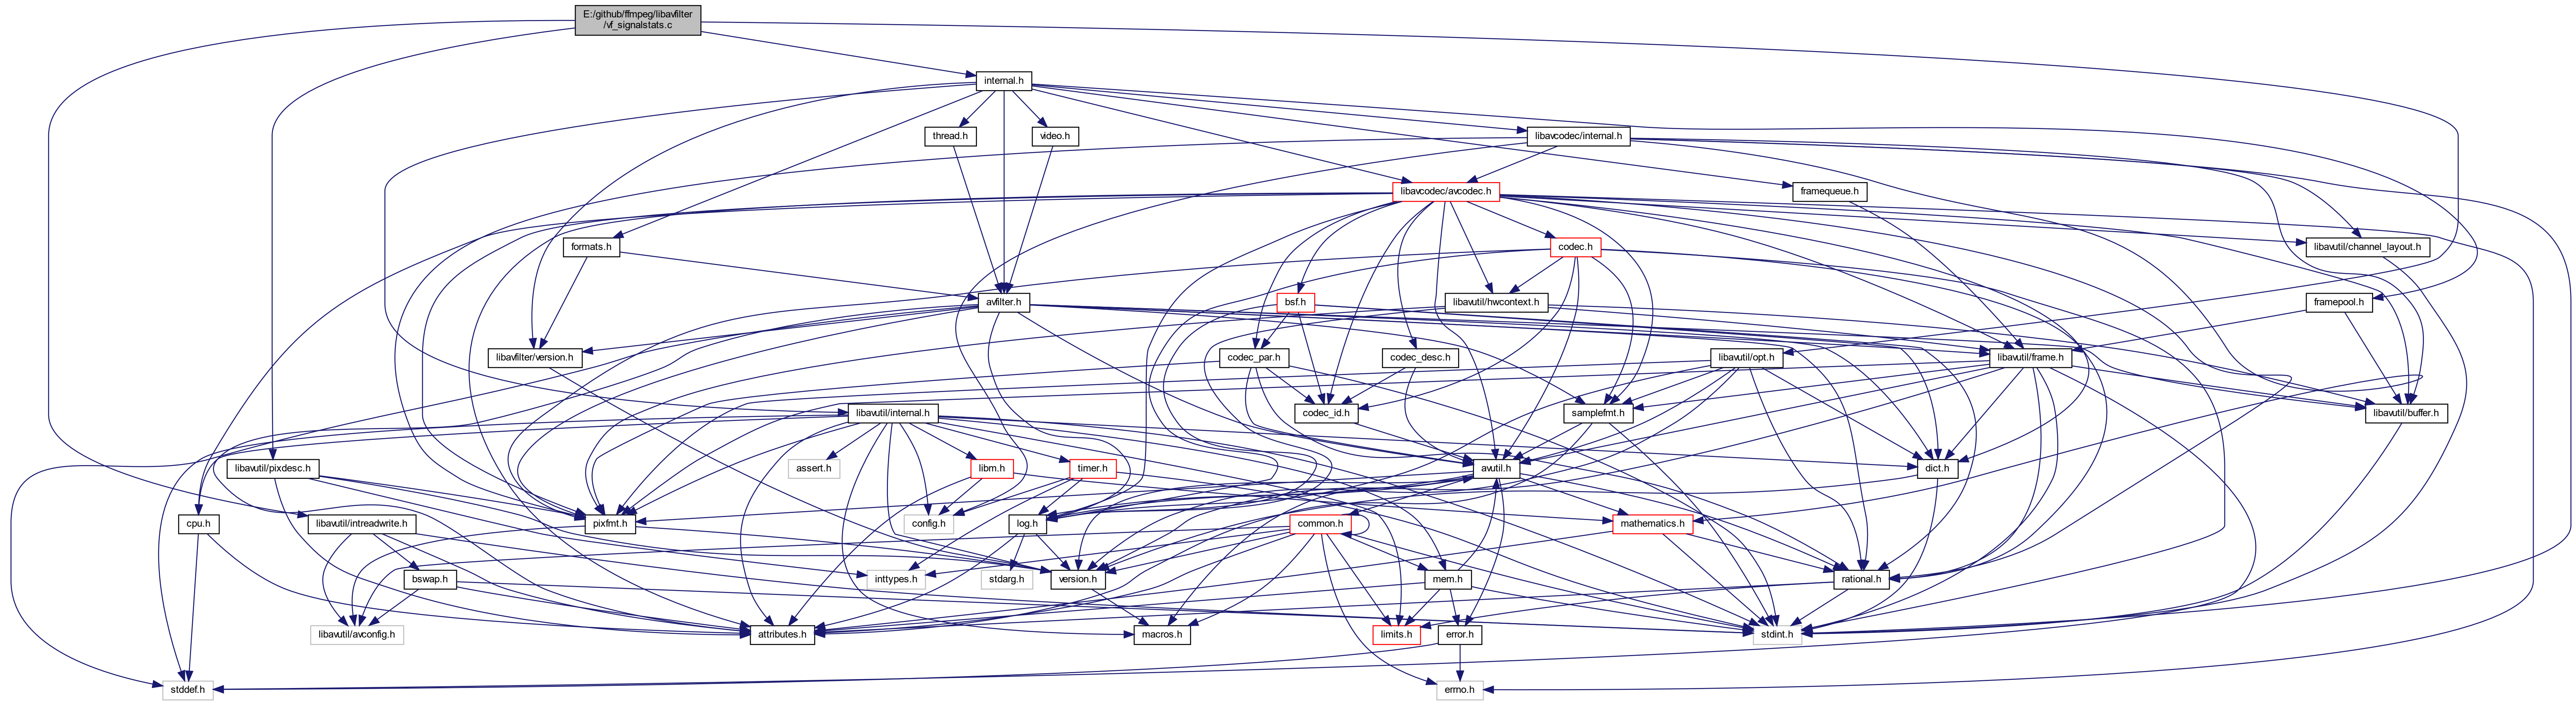 E:/github/ffmpeg/libavfilter
/vf_signalstats.c
internal.h
thread.h
video.h
libavcodec/internal.h
libavcodec/avcodec.h
framequeue.h
formats.h
codec.h
libavutil/channel_layout.h
avfilter.h
bsf.h
libavutil/hwcontext.h
framepool.h
libavfilter/version.h
codec_par.h
codec_desc.h
libavutil/opt.h
libavutil/frame.h
libavutil/internal.h
codec_id.h
samplefmt.h
libavutil/buffer.h
libavutil/pixdesc.h
assert.h
libm.h
timer.h
avutil.h
dict.h
cpu.h
libavutil/intreadwrite.h
pixfmt.h
config.h
log.h
common.h
mathematics.h
bswap.h
inttypes.h
stdarg.h
version.h
mem.h
rational.h
libavutil/avconfig.h
attributes.h
macros.h
limits.h
error.h
stdint.h
stddef.h
errno.h